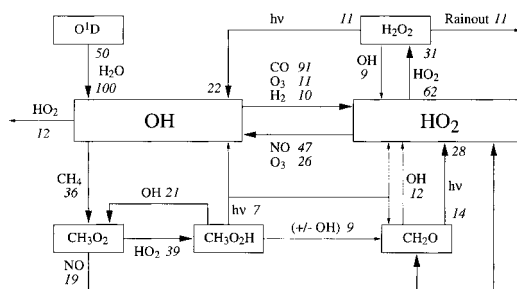 hν
11
H₂O₂
Rainout 11
O¹D
50
H₂O
100
OH
9
31
HO₂
62
22
CO 91
O₃ 11
H₂ 10
HO₂
12
OH
HO₂
NO 47
O₃ 26
28
CH₄
36
OH 21
hν 7
OH
12
hν
14
CH₃O₂
HO₂ 39
CH₃O₂H
(+/- OH) 9
CH₂O
NO
19